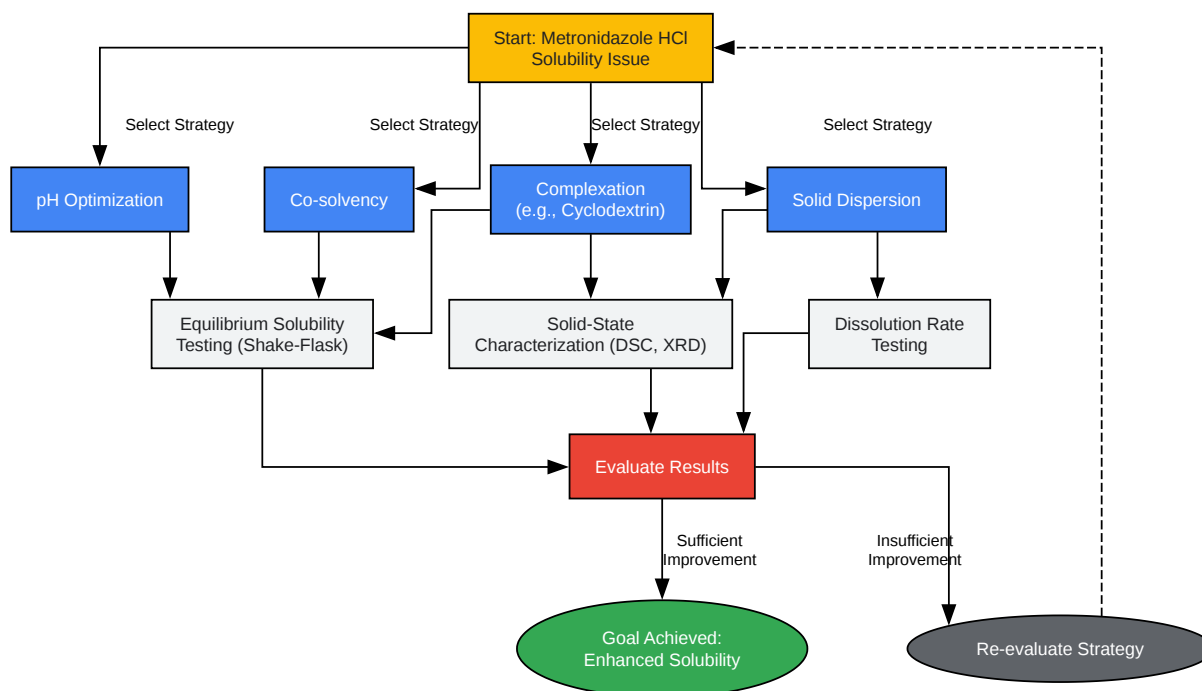 Start: Metronidazole HCl
Solubility Issue
Select Strategy
Select Strategy
Select Strategy
Select Strategy
pH Optimization
Co-solvency
Complexation
(e.g., Cyclodextrin)
Solid Dispersion
Equilibrium Solubility
Testing (Shake-Flask)
Solid-State
Characterization (DSC, XRD)
Dissolution Rate
Testing
Evaluate Results
Sufficient
Improvement
Insufficient
Improvement
Goal Achieved:
Enhanced Solubility
Re-evaluate Strategy